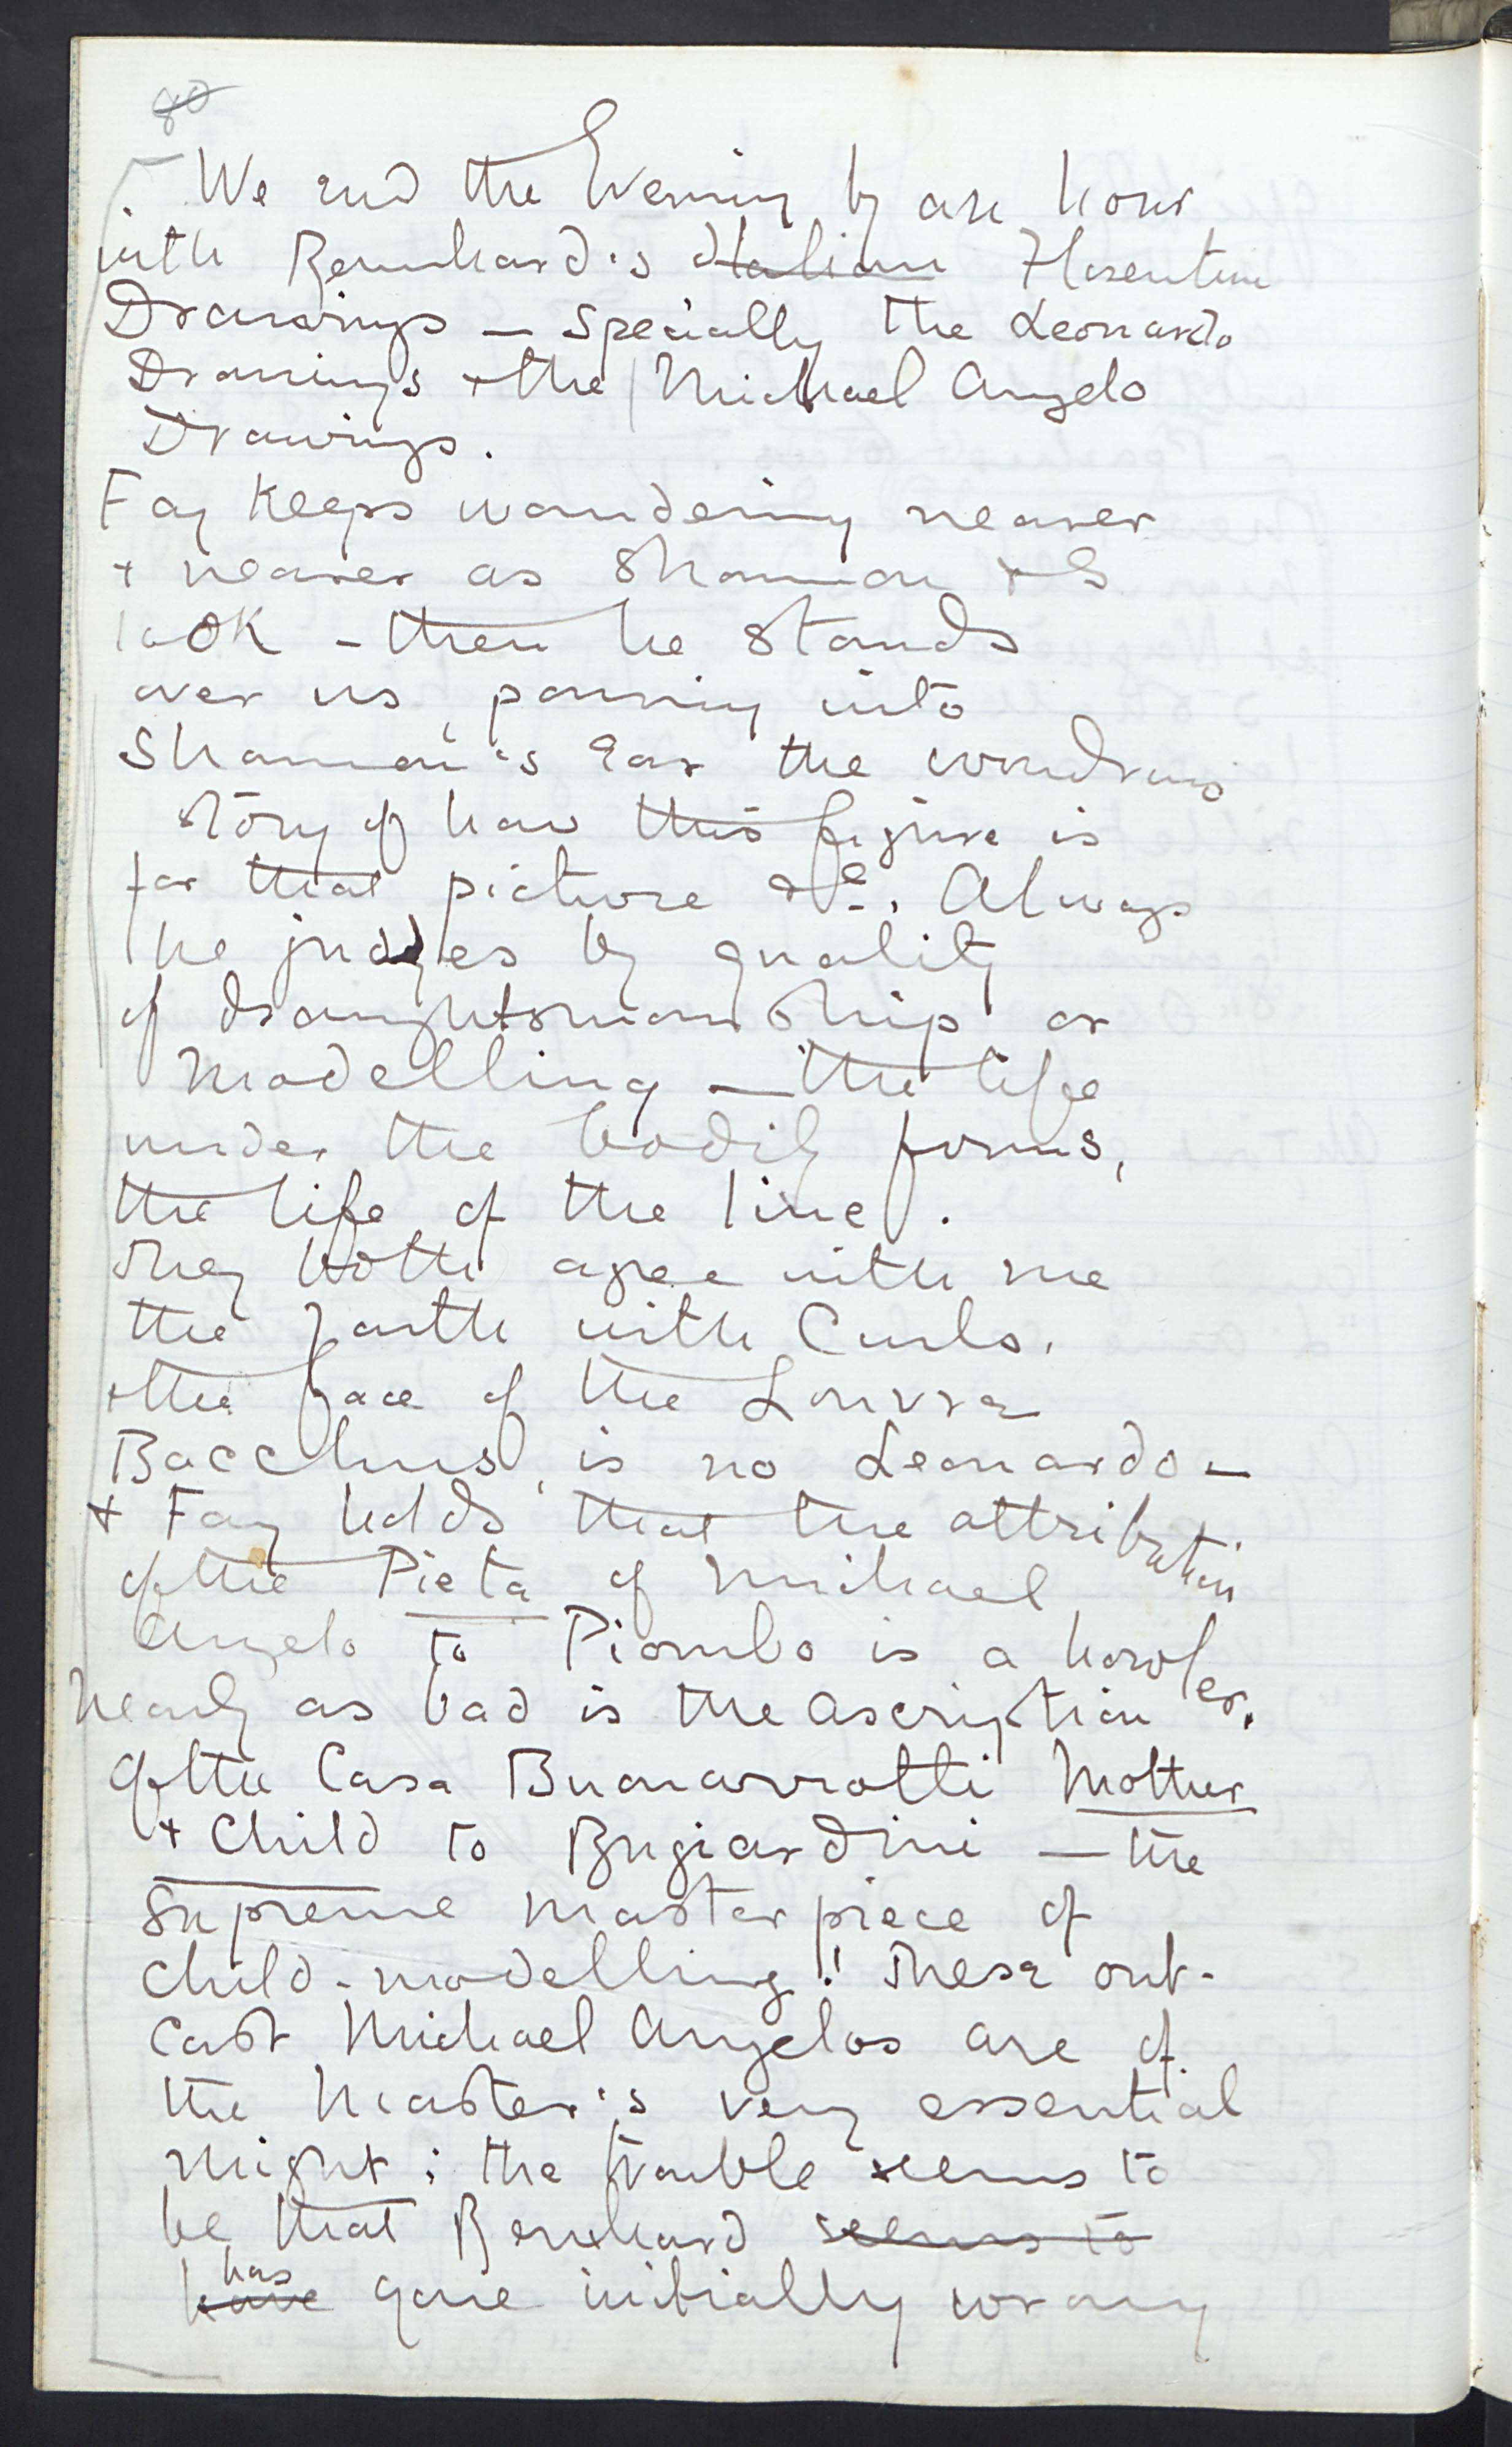 80
We end the Evening by an hour
with Bernhard's Italian Florentine
Drawings — specially the Leonardo
Drawings + the Michael Angelo
Drawings.
Fay keeps wandering nearer
+ nearer as Shannon + I
look - then he stands
over us, pouring into
Shannon's ear the wondrous
story of how this figure is
for that picture &c. Always
he judges by quality
of draughtsmanship or
modelling — the life
under the bodily forms,
the life of the line.
They both agree with me
the youth with Curls,
+ the face of the Louvre
Bacchus, is no Leonardo —
+ Fay holds that the attribution
of the Pieta of Michael
Angelo to Piombo is a howler.
Nearly as bad is the ascription
of the Casa Buonarrotti Mother
+ Child to Bugiardini — the
supreme masterpiece of
child-modelling! These out-
cast Michael Angelos are of
the Master's very essential
might; the trouble seems to
be that Bernhard seems to
have has gone initially wrong